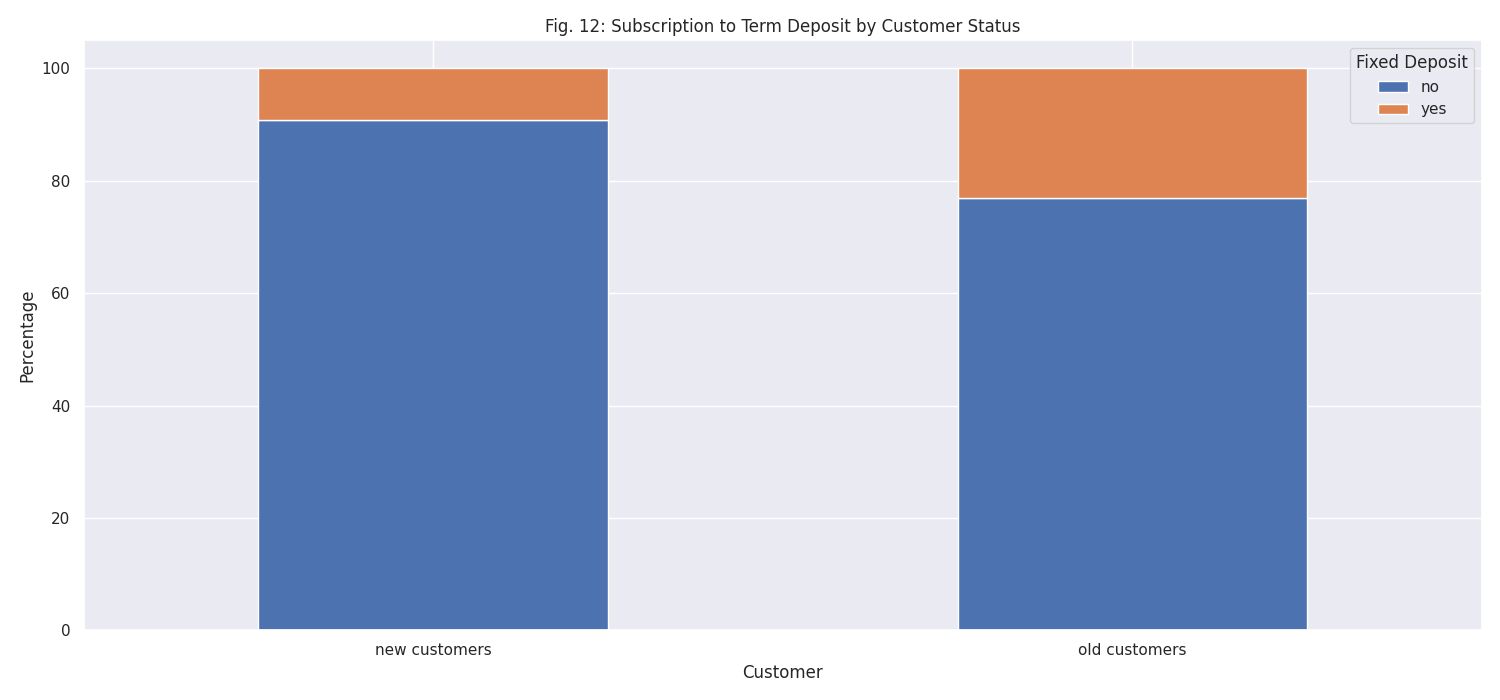 Fig. 12: Subscription to Term Deposit by Customer Status
Fixed Deposit
no
yes
100
80
60
40
20
0
Percentage
new customers
old customers
Customer